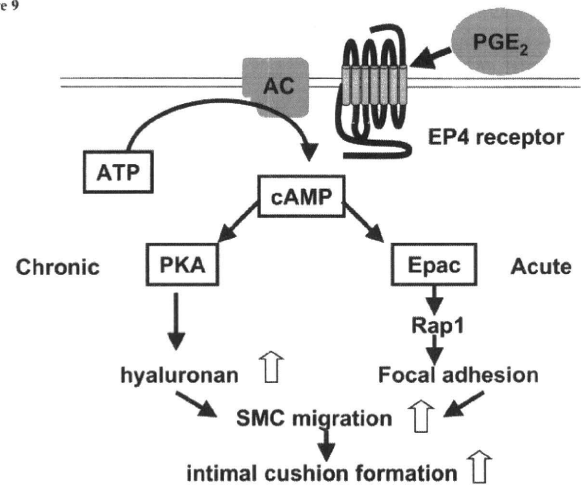 e 9
PGE2
AC
EP4 receptor
ATP
cAMP
Chronic
PKA
Epac
Acute
Rap1
hyaluronan
Focal adhesion
SMC migration
intimal cushion formation